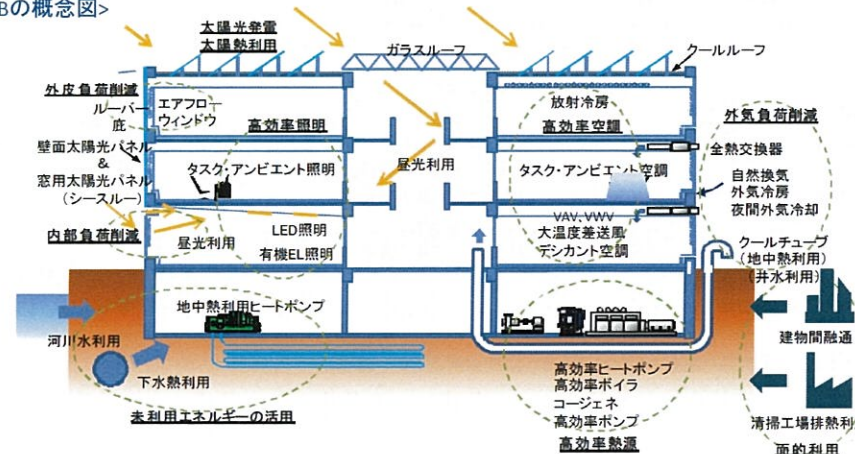 Bの概念図>
太陽光発電
太陽熱利用
ガラスルーフ
クールルーフ
外皮負荷削減
ルーバー
庇
エアフロー
ウィンドウ
高効率照明
放射冷房
高効率空調
外気負荷削減
壁面太陽光パネル
&
窓用太陽光パネル
(シースルー)
タスク・アンビエント照明
昼光利用
タスク・アンビエント空調
全熱交換器
自然換気
外気冷房
夜間外気冷却
内部負荷削減
昼光利用
LED照明
有機EL照明
VAV、VWV
大温度差送風
デシカント空調
クールチューブ
(地中熱利用)
(井水利用)
地中熱利用ヒートポンプ
河川水利用
下水熱利用
未利用エネルギーの活用
高効率ヒートポンプ
高効率ボイラ
コージェネ
高効率ポンプ
高効率熱源
建物間融通
清掃工場排熱利
面的利用